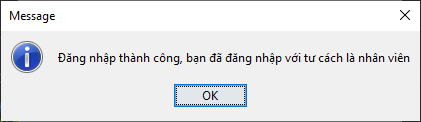 Message
Đăng nhập thành công, bạn đã đăng nhập với tư cách là nhân viên
OK